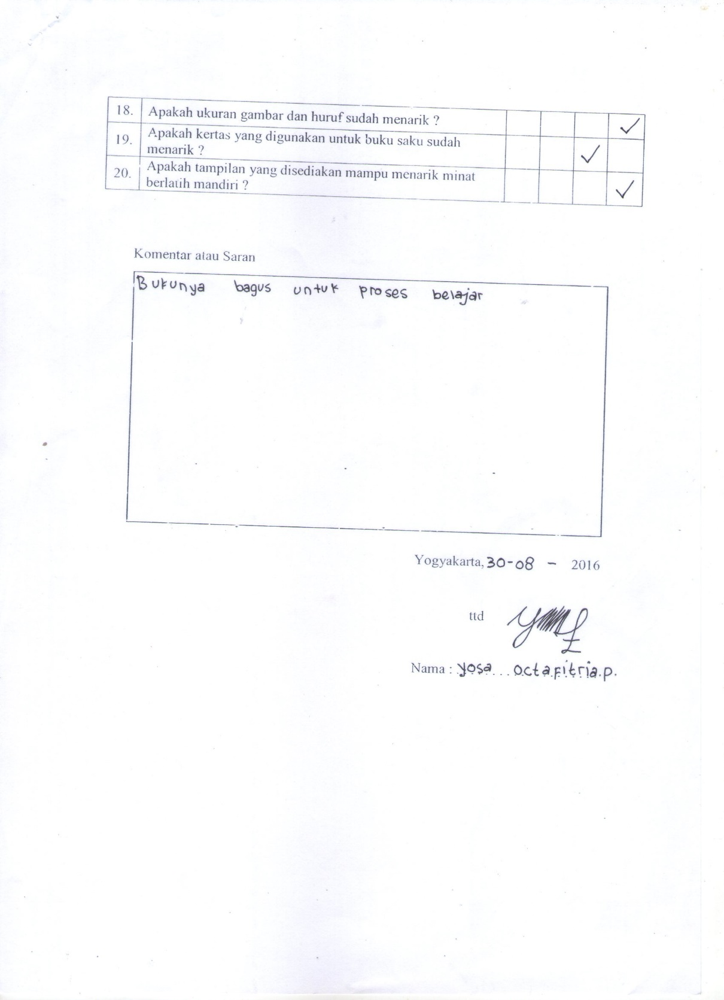 18. Apakah ukuran gambar dan huruf sudah menarik ? ✓
19. Apakah kertas yang digunakan untuk buku saku sudah
menarik ? ✓
20. Apakah tampilan yang disediakan mampu menarik minat
berlatih mandiri ? ✓
Komentar atau Saran
Bukunya bagus untuk proses belajar
Yogyakarta, 30-08 - 2016
ttd
Nama : yosa... octafitria.p.